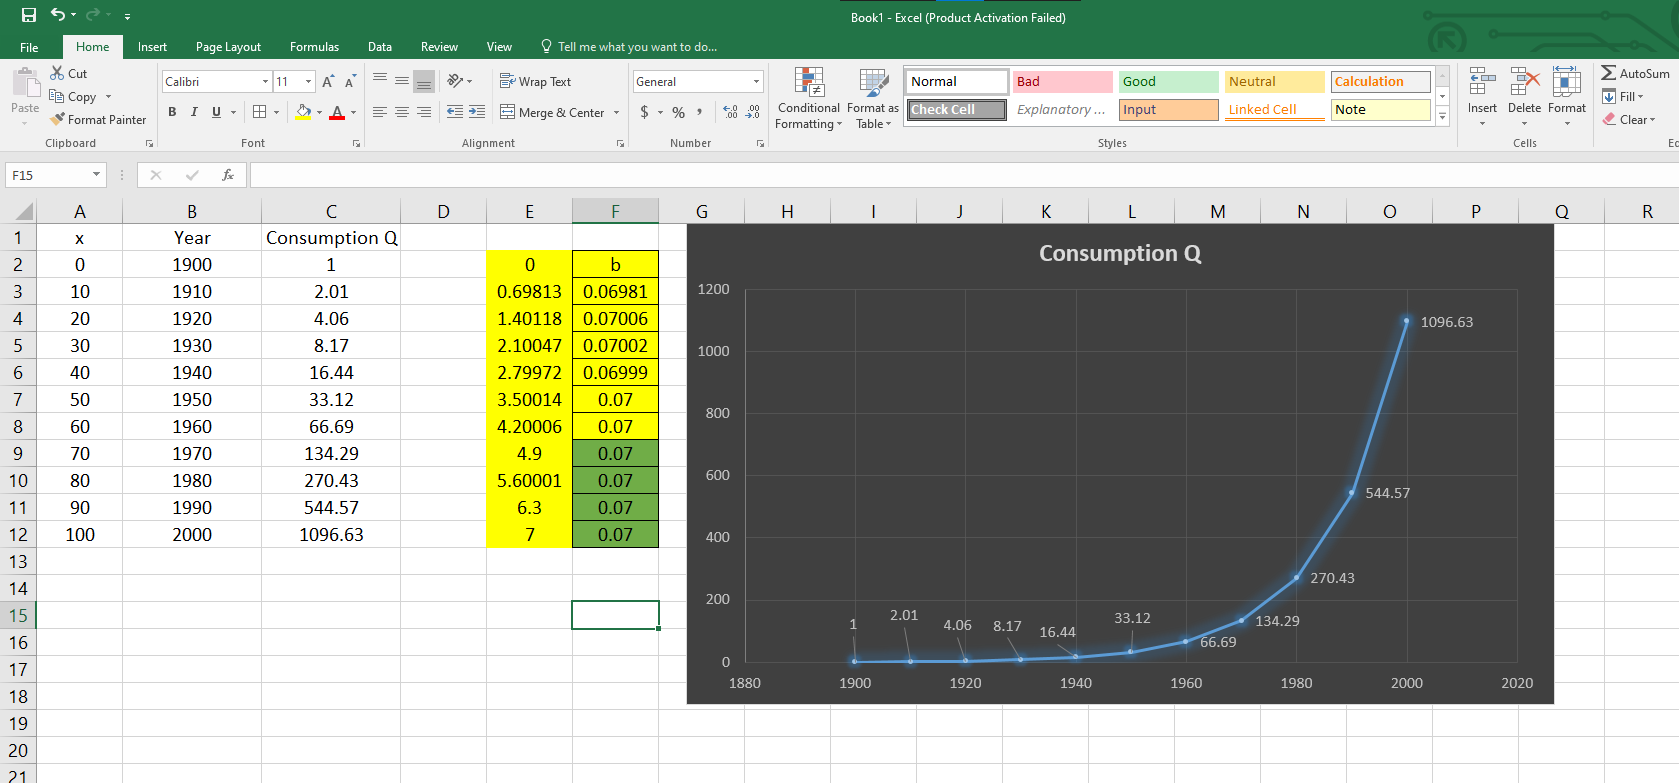 Book1 - Excel (Product Activation Failed)
File Home Insert Page Layout Formulas Data Review View Tell me what you want to do...
Paste
Cut
Copy
Format Painter
Clipboard
Calibri 11 A A
B I U A
Font
Wrap Text
Merge & Center
Alignment
General
$ % , .0 .00 .00 .0
Number
Conditional Formatting
Format as Table
Normal Bad Good Neutral Calculation
Check Cell Explanatory ... Input Linked Cell Note
Styles
Insert Delete Format
Cells
AutoSum
Fill
Clear
F15 fx
A B C D E F G H I J K L M N O P Q R
1 x Year Consumption Q
2 0 1900 1 0 b
3 10 1910 2.01 0.69813 0.06981
4 20 1920 4.06 1.40118 0.07006
5 30 1930 8.17 2.10047 0.07002
6 40 1940 16.44 2.79972 0.06999
7 50 1950 33.12 3.50014 0.07
8 60 1960 66.69 4.20006 0.07
9 70 1970 134.29 4.9 0.07
10 80 1980 270.43 5.60001 0.07
11 90 1990 544.57 6.3 0.07
12 100 2000 1096.63 7 0.07
13
14
15
16
17
18
19
20
21
Consumption Q
1200
1000
800
600
400
200
0
1 2.01 4.06 8.17 16.44 33.12 66.69 134.29 270.43 544.57 1096.63
1880 1900 1920 1940 1960 1980 2000 2020